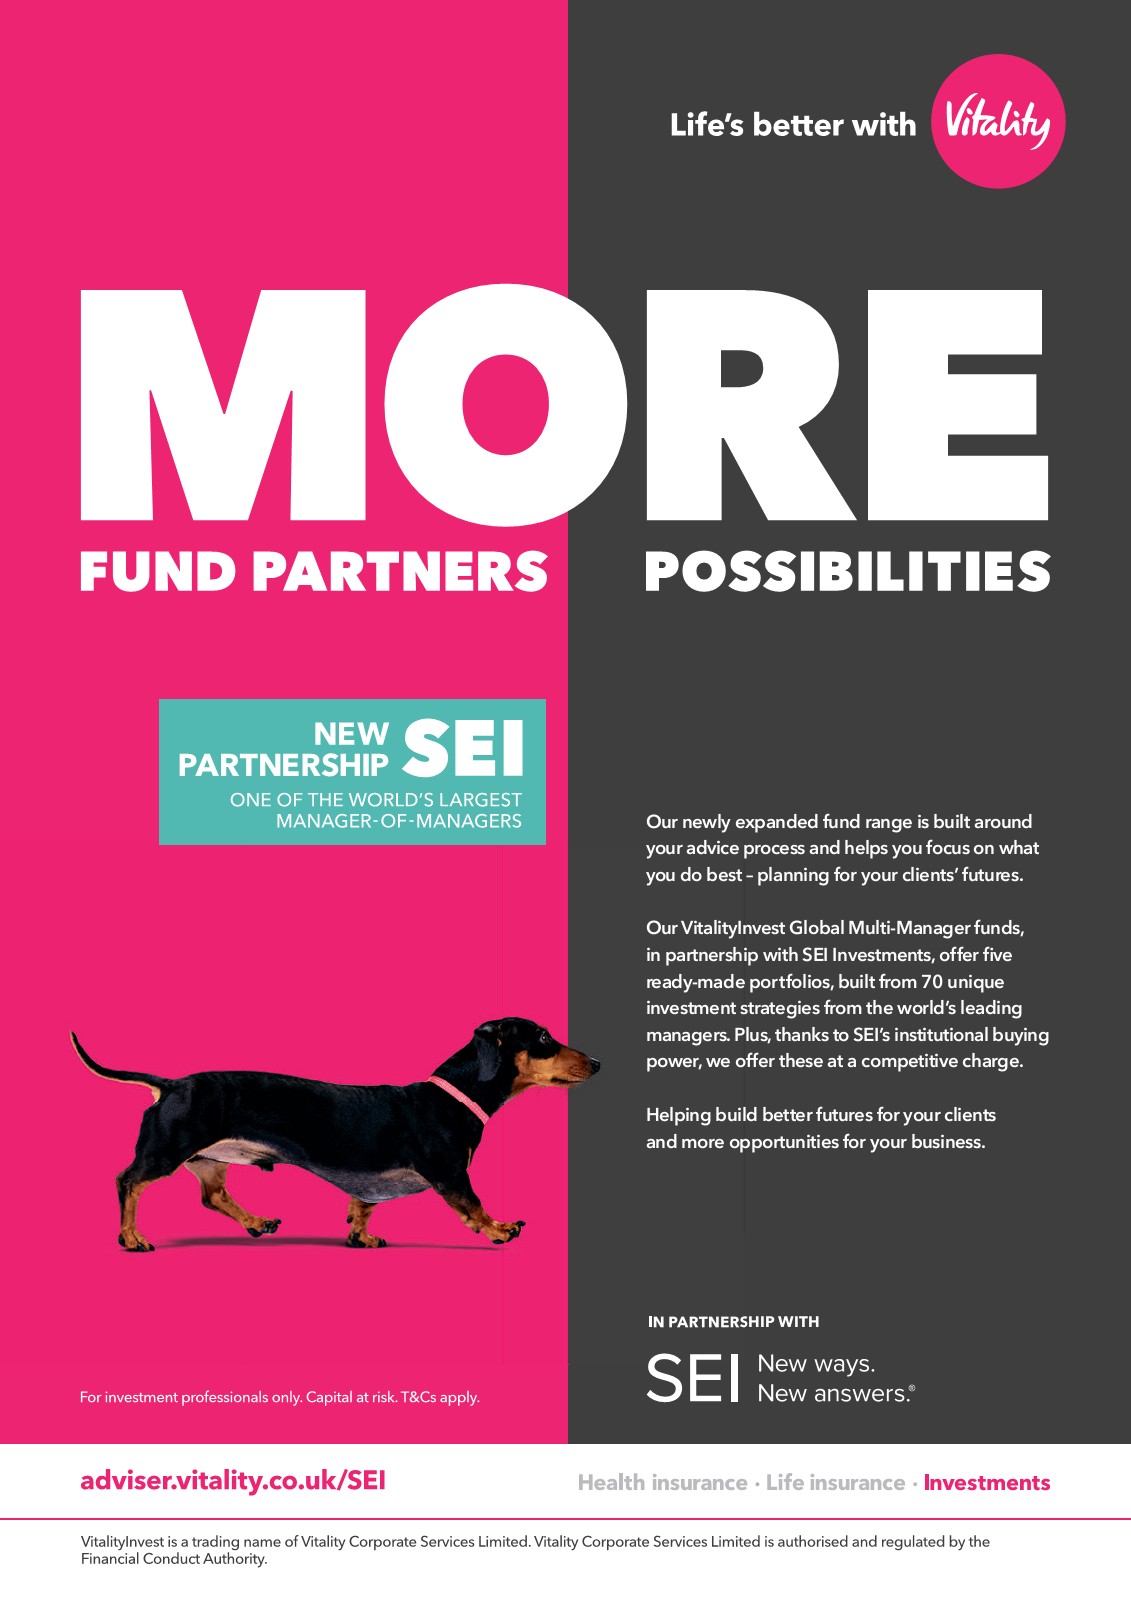 Life's better with Vitality
MORE
FUND PARTNERS POSSIBILITIES
NEW
PARTNERSHIP SEI
ONE OF THE WORLD'S LARGEST
MANAGER-OF-MANAGERS
Our newly expanded fund range is built around
your advice process and helps you focus on what
you do best – planning for your clients' futures.
Our VitalityInvest Global Multi-Manager funds,
in partnership with SEI Investments, offer five
ready-made portfolios, built from 70 unique
investment strategies from the world's leading
managers. Plus, thanks to SEI's institutional buying
power, we offer these at a competitive charge.
Helping build better futures for your clients
and more opportunities for your business.
IN PARTNERSHIP WITH
SEI New ways.
New answers.®
For investment professionals only. Capital at risk. T&Cs apply.
adviser.vitality.co.uk/SEI
Health insurance · Life insurance · Investments
VitalityInvest is a trading name of Vitality Corporate Services Limited. Vitality Corporate Services Limited is authorised and regulated by the
Financial Conduct Authority.